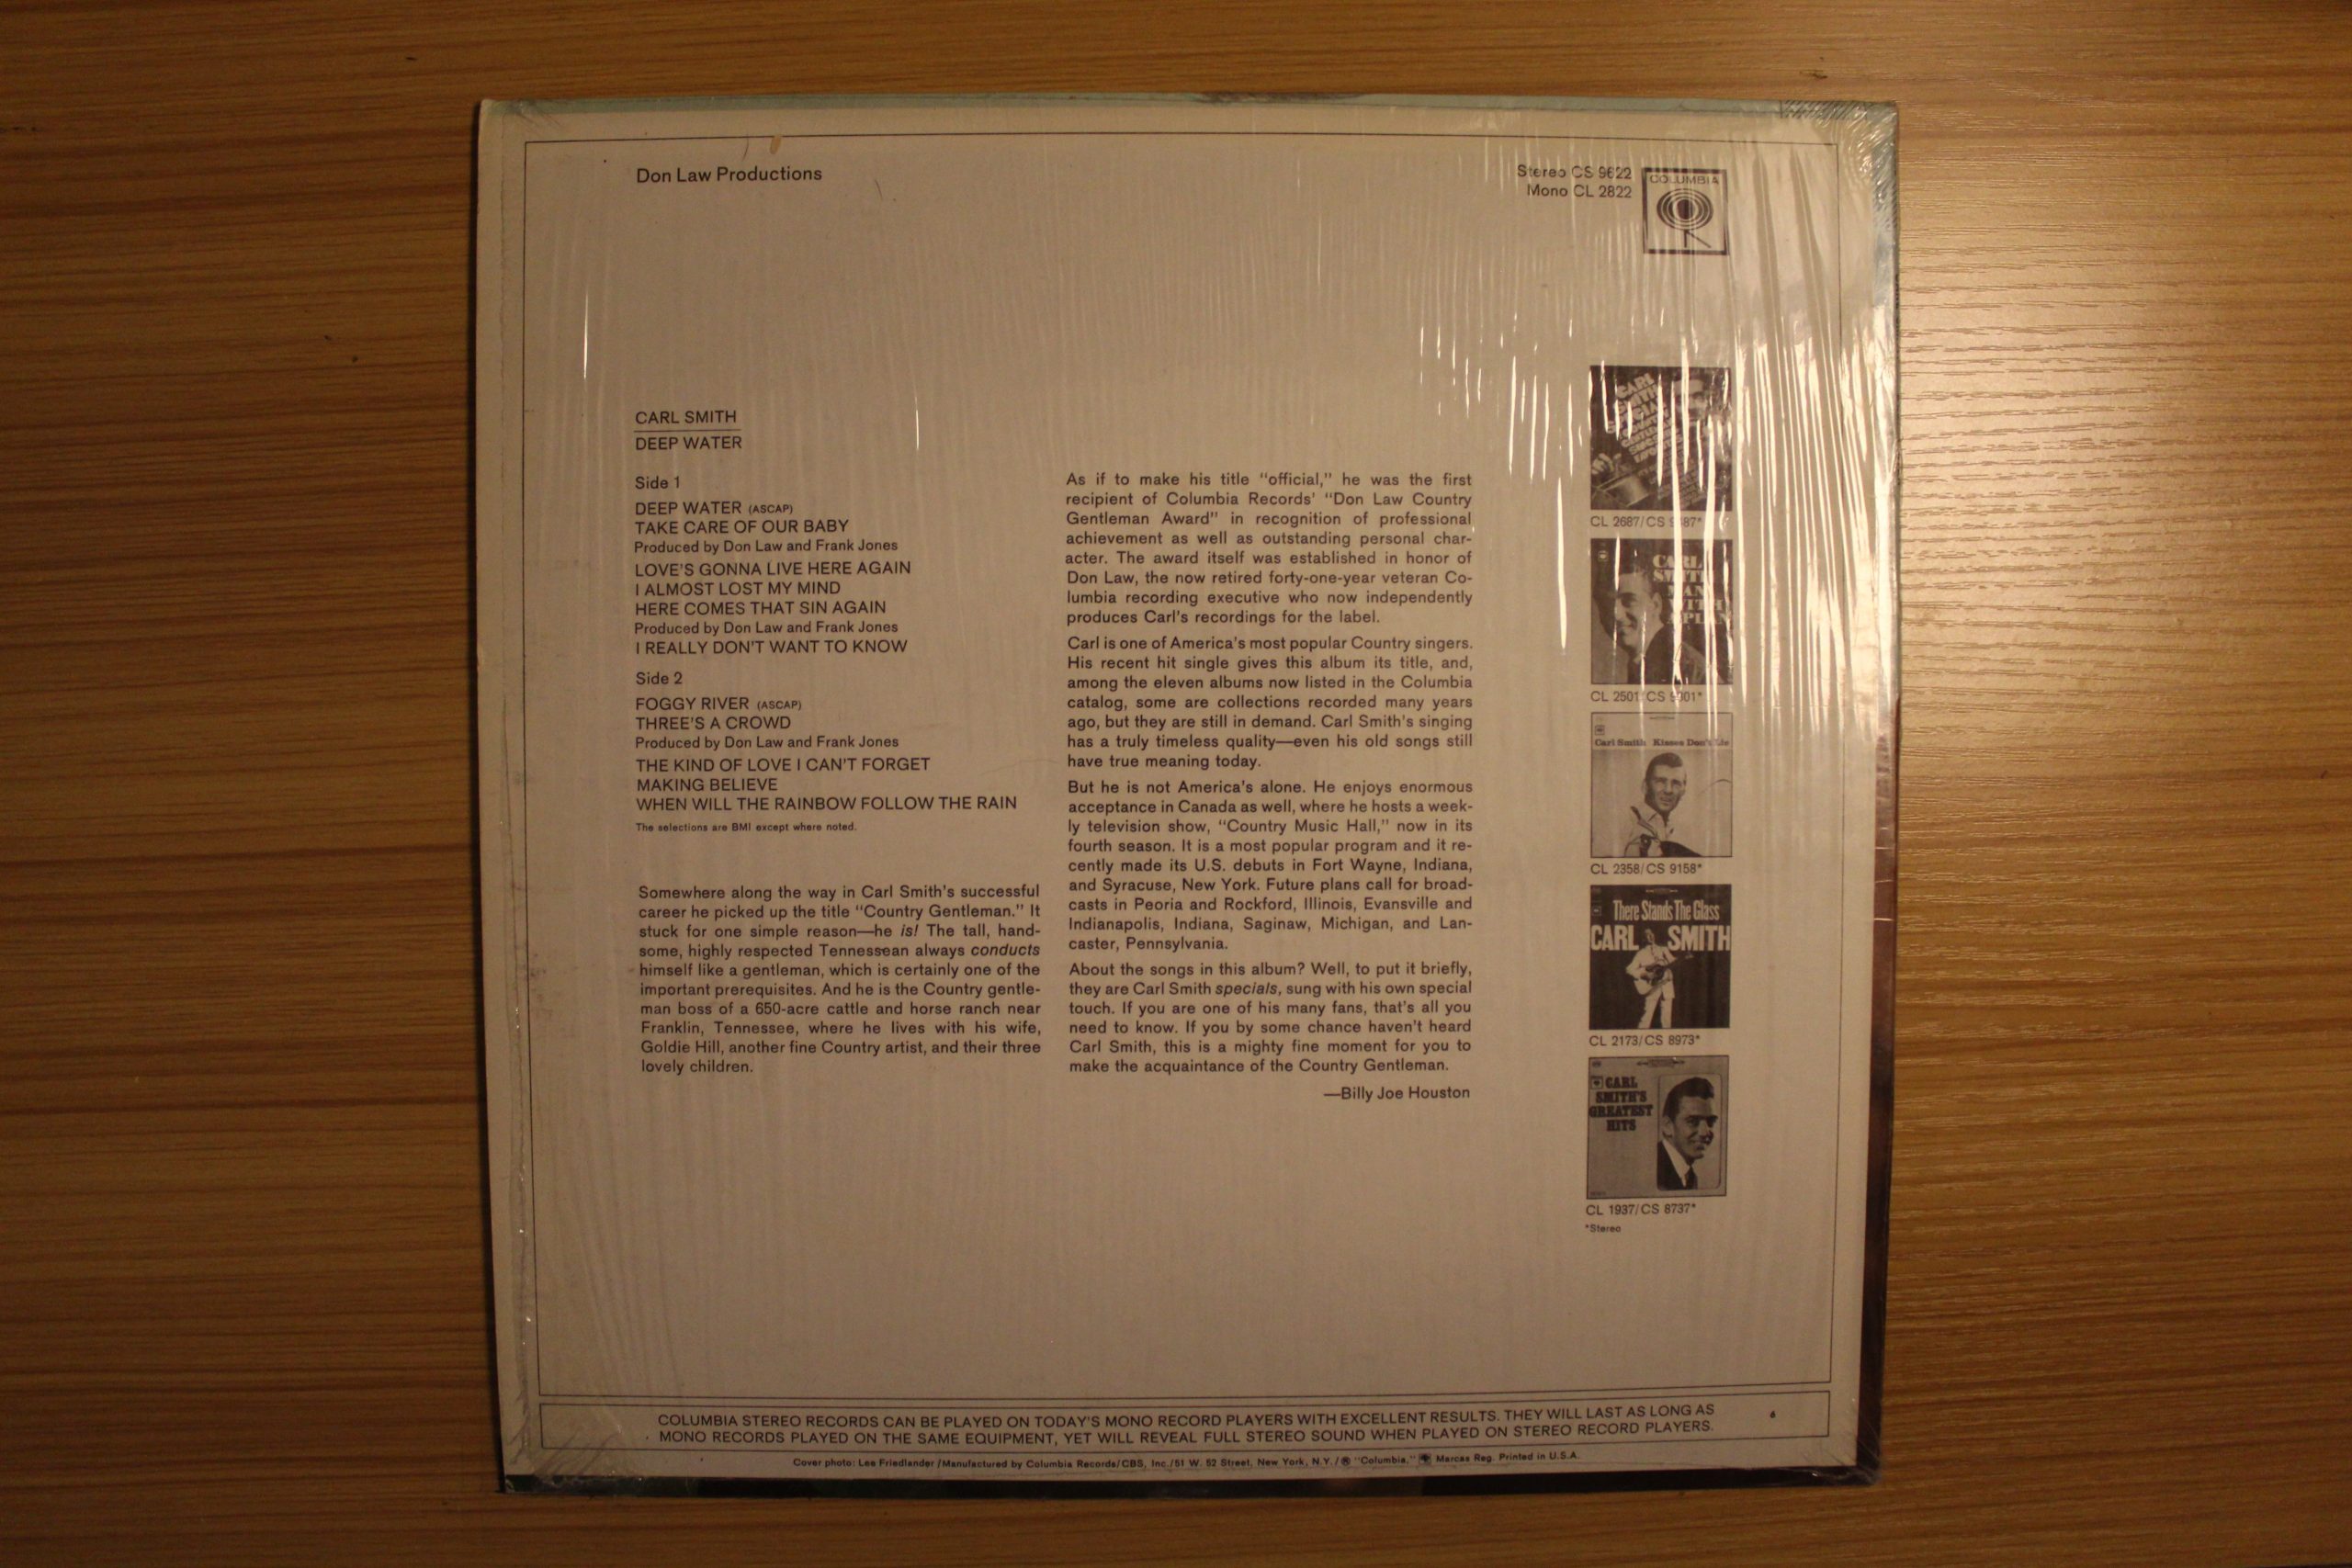 Don Law Productions
Stereo CS 9622
Mono CL 2822
COLUMBIA
CARL SMITH
DEEP WATER
Side 1
DEEP WATER (ASCAP)
TAKE CARE OF OUR BABY
Produced by Don Law and Frank Jones
LOVE'S GONNA LIVE HERE AGAIN
I ALMOST LOST MY MIND
HERE COMES THAT SIN AGAIN
Produced by Don Law and Frank Jones
I REALLY DON'T WANT TO KNOW
Side 2
FOGGY RIVER (ASCAP)
THREE'S A CROWD
Produced by Don Law and Frank Jones
THE KIND OF LOVE I CAN'T FORGET
MAKING BELIEVE
WHEN WILL THE RAINBOW FOLLOW THE RAIN
The selections are BMI except where noted.
Somewhere along the way in Carl Smith's successful
career he picked up the title "Country Gentleman." It
stuck for one simple reason—he is! The tall, hand-
some, highly respected Tennessean always conducts
himself like a gentleman, which is certainly one of the
important prerequisites. And he is the Country gentle-
man boss of a 650-acre cattle and horse ranch near
Franklin, Tennessee, where he lives with his wife,
Goldie Hill, another fine Country artist, and their three
lovely children.
As if to make his title "official," he was the first
recipient of Columbia Records' "Don Law Country
Gentleman Award" in recognition of professional
achievement as well as outstanding personal char-
acter. The award itself was established in honor of
Don Law, the now retired forty-one-year veteran Co-
lumbia recording executive who now independently
produces Carl's recordings for the label.
Carl is one of America's most popular Country singers.
His recent hit single gives this album its title, and,
among the eleven albums now listed in the Columbia
catalog, some are collections recorded many years
ago, but they are still in demand. Carl Smith's singing
has a truly timeless quality—even his old songs still
have true meaning today.
But he is not America's alone. He enjoys enormous
acceptance in Canada as well, where he hosts a week-
ly television show, "Country Music Hall," now in its
fourth season. It is a most popular program and it re-
cently made its U.S. debuts in Fort Wayne, Indiana,
and Syracuse, New York. Future plans call for broad-
casts in Peoria and Rockford, Illinois, Evansville and
Indianapolis, Indiana, Saginaw, Michigan, and Lan-
caster, Pennsylvania.
About the songs in this album? Well, to put it briefly,
they are Carl Smith specials, sung with his own special
touch. If you are one of his many fans, that's all you
need to know. If you by some chance haven't heard
Carl Smith, this is a mighty fine moment for you to
make the acquaintance of the Country Gentleman.
—Billy Joe Houston
CARL
SMITH
CL 2687/CS
CARL
SMITH
MAN
WITH
A PLAN
CL 2501/CS
Carl Smith Kisses Don't Lie
CL 2358/CS 9158*
There Stands The Glass
CARL SMITH
CL 2173/CS 8973*
CARL
SMITH'S
GREATEST
HITS
CL 1937/CS 8737*
*Stereo
COLUMBIA STEREO RECORDS CAN BE PLAYED ON TODAY'S MONO RECORD PLAYERS WITH EXCELLENT RESULTS. THEY WILL LAST AS LONG AS
MONO RECORDS PLAYED ON THE SAME EQUIPMENT, YET WILL REVEAL FULL STEREO SOUND WHEN PLAYED ON STEREO RECORD PLAYERS.
6
Cover photo: Lee Friedlander/Manufactured by Columbia Records/CBS, Inc./51 W. 52 Street, New York, N.Y./® "Columbia," Marcas Reg. Printed in U.S.A.